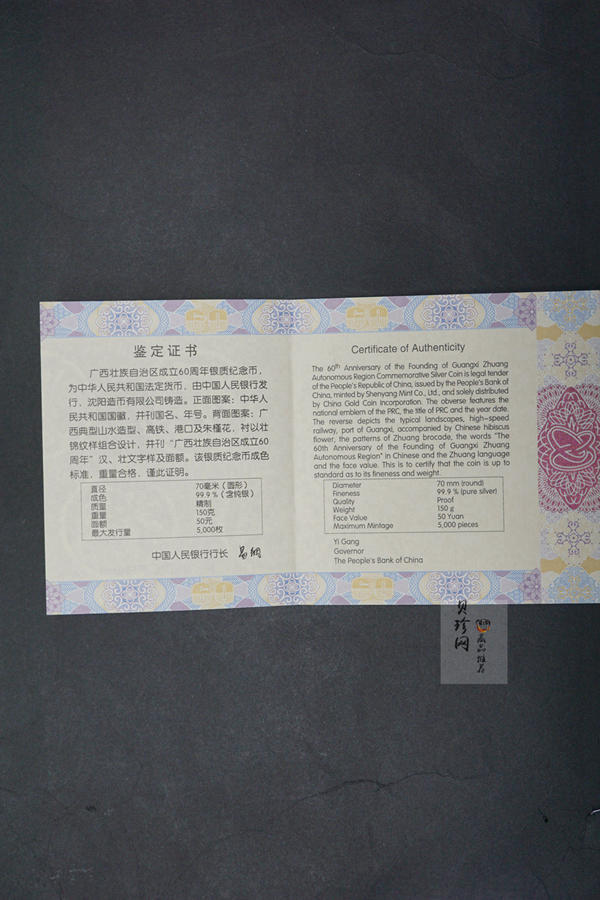 鉴定证书
广西壮族自治区成立60周年银质纪念币，
为中华人民共和国法定货币，由中国人民银行发
行，沈阳造币有限公司铸造。正面图案：中华人
民共和国国徽，并刊国名、年号。背面图案：广
西典型山水造型、高铁、港口及朱槿花，衬以壮
锦纹样组合设计，并刊“广西壮族自治区成立60
周年”汉、壮文字样及面额。该银质纪念币成色
标准，重量合格，谨此证明。
直径 70毫米（圆形）
成色 99.9％（含纯银）
质量 精制
重量 150克
面额 50元
最大发行量 5,000枚
中国人民银行行长 易纲
Certificate of Authenticity
The 60th Anniversary of the Founding of Guangxi Zhuang
Autonomous Region Commemorative Silver Coin is legal tender
of the People's Republic of China, issued by the People's Bank of
China, minted by Shenyang Mint Co., Ltd., and solely distributed
by China Gold Coin Incorporation. The obverse features the
national emblem of the PRC, the title of PRC and the year date.
The reverse depicts the typical landscapes, high-speed
railway, port of Guangxi, accompanied by Chinese hibiscus
flower, the patterns of Zhuang brocade, the words "The
60th Anniversary of the Founding of Guangxi Zhuang
Autonomous Region" in Chinese and the Zhuang language
and the face value. This is to certify that the coin is up to
standard as to its fineness and weight.
Diameter 70 mm (round)
Fineness 99.9 % (pure silver)
Quality Proof
Weight 150 g
Face Value 50 Yuan
Maximum Mintage 5,000 pieces
Yi Gang
Governor
The People's Bank of China
贝珍网
藏品推荐